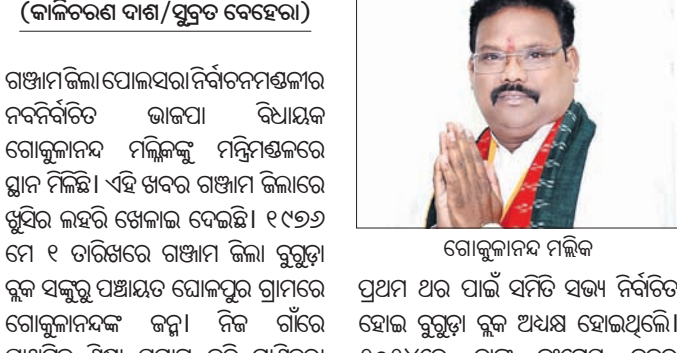 (କାଳିଚରଣ ଦାଶ/ସୁବ୍ରତ ବେହେରା)
ଗଞ୍ଜାମ ଜିଲା ପୋଲସରା ନିର୍ବାଚନମଣ୍ଡଳୀର
ନବନିର୍ବାଚିତ ଭାଜପା ବିଧାୟକ
ଗୋକୁଳାନନ୍ଦ ମଲ୍ଲିକଙ୍କୁ ମନ୍ତ୍ରିମଣ୍ଡଳରେ
ସ୍ଥାନ ମିଳିଛି। ଏହି ଖବର ଗଞ୍ଜାମ ଜିଲାରେ
ଖୁସିର ଲହରି ଖେଳାଇ ଦେଇଛି। ୧୯୭୬
ମେ ୧ ତାରିଖରେ ଗଞ୍ଜାମ ଜିଲା ବୁଗୁଡ଼ା
ବ୍ଲକ ସଙ୍କୁରୁ ପଞ୍ଚାୟତ ଘୋଳପୁର ଗ୍ରାମରେ
ଗୋକୁଳାନନ୍ଦଙ୍କ ଜନ୍ମ। ନିଜ ଗାଁରେ
ଗୋକୁଳାନନ୍ଦ ମଲ୍ଲିକ
ପ୍ରଥମ ଥର ପାଇଁ ସମିତି ସଭ୍ୟ ନିର୍ବାଚିତ
ହୋଇ ବୁଗୁଡ଼ା ବ୍ଲକ ଅଧ୍ୟକ୍ଷ ହୋଇଥିଲେ।